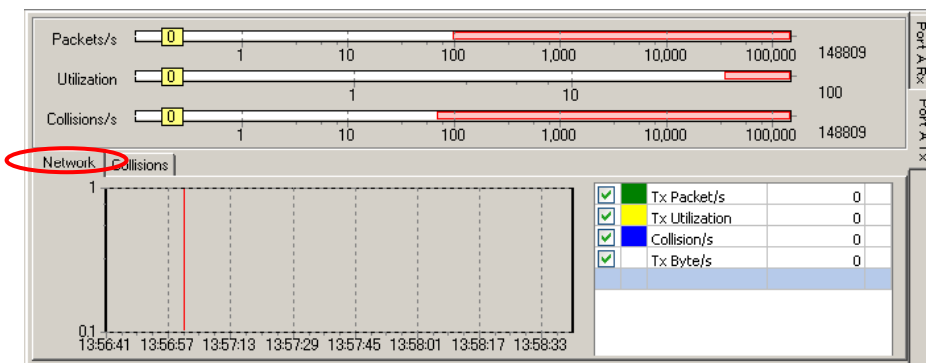 Packets/s 0 148809
1 10 100 1,000 10,000 100,000
Utilization 0
1 10 100
Collisions/s 0 148809
1 10 100 1,000 10,000 100,000
Port A Rx
Port A Tx
Network Collisions
1
0.1
13:56:41 13:56:57 13:57:13 13:57:29 13:57:45 13:58:01 13:58:17 13:58:33
Tx Packet/s 0
Tx Utilization 0
Collision/s 0
Tx Byte/s 0